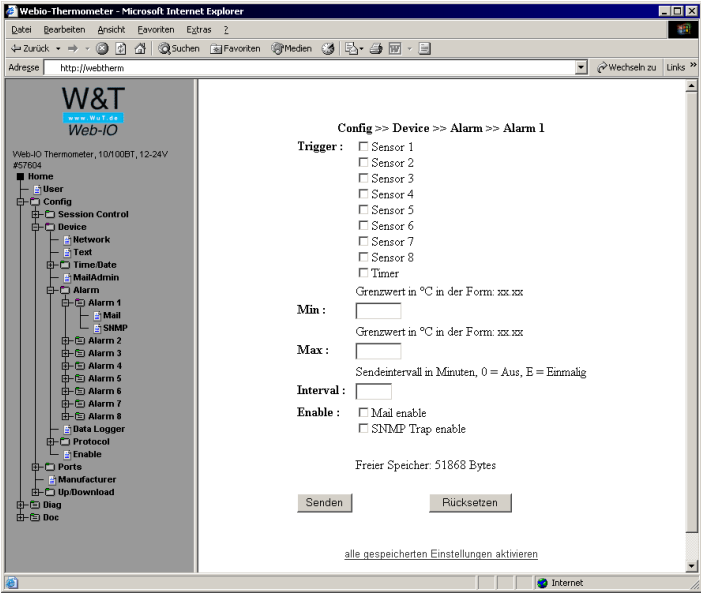 Webio-Thermometer - Microsoft Internet Explorer
Datei Bearbeiten Ansicht Favoriten Extras ?
Zurück Suchen Favoriten Medien
Adresse http://webtherm Wechseln zu Links »
W&T
www.WuT.de
Web-IO
Web-IO Thermometer, 10/100BT, 12-24V
#57604
Home
User
Config
Session Control
Device
Network
Text
Time/Date
MailAdmin
Alarm
Alarm 1
Mail
SNMP
Alarm 2
Alarm 3
Alarm 4
Alarm 5
Alarm 6
Alarm 7
Alarm 8
Data Logger
Protocol
Enable
Ports
Manufacturer
Up/Download
Diag
Doc
Config >> Device >> Alarm >> Alarm 1
Trigger : Sensor 1
Sensor 2
Sensor 3
Sensor 4
Sensor 5
Sensor 6
Sensor 7
Sensor 8
Timer
Grenzwert in °C in der Form: xx.xx
Min :
Grenzwert in °C in der Form: xx.xx
Max :
Sendeintervall in Minuten, 0 = Aus, E = Einmalig
Interval :
Enable : Mail enable
SNMP Trap enable
Freier Speicher: 51868 Bytes
Senden Rücksetzen
alle gespeicherten Einstellungen aktivieren
Internet